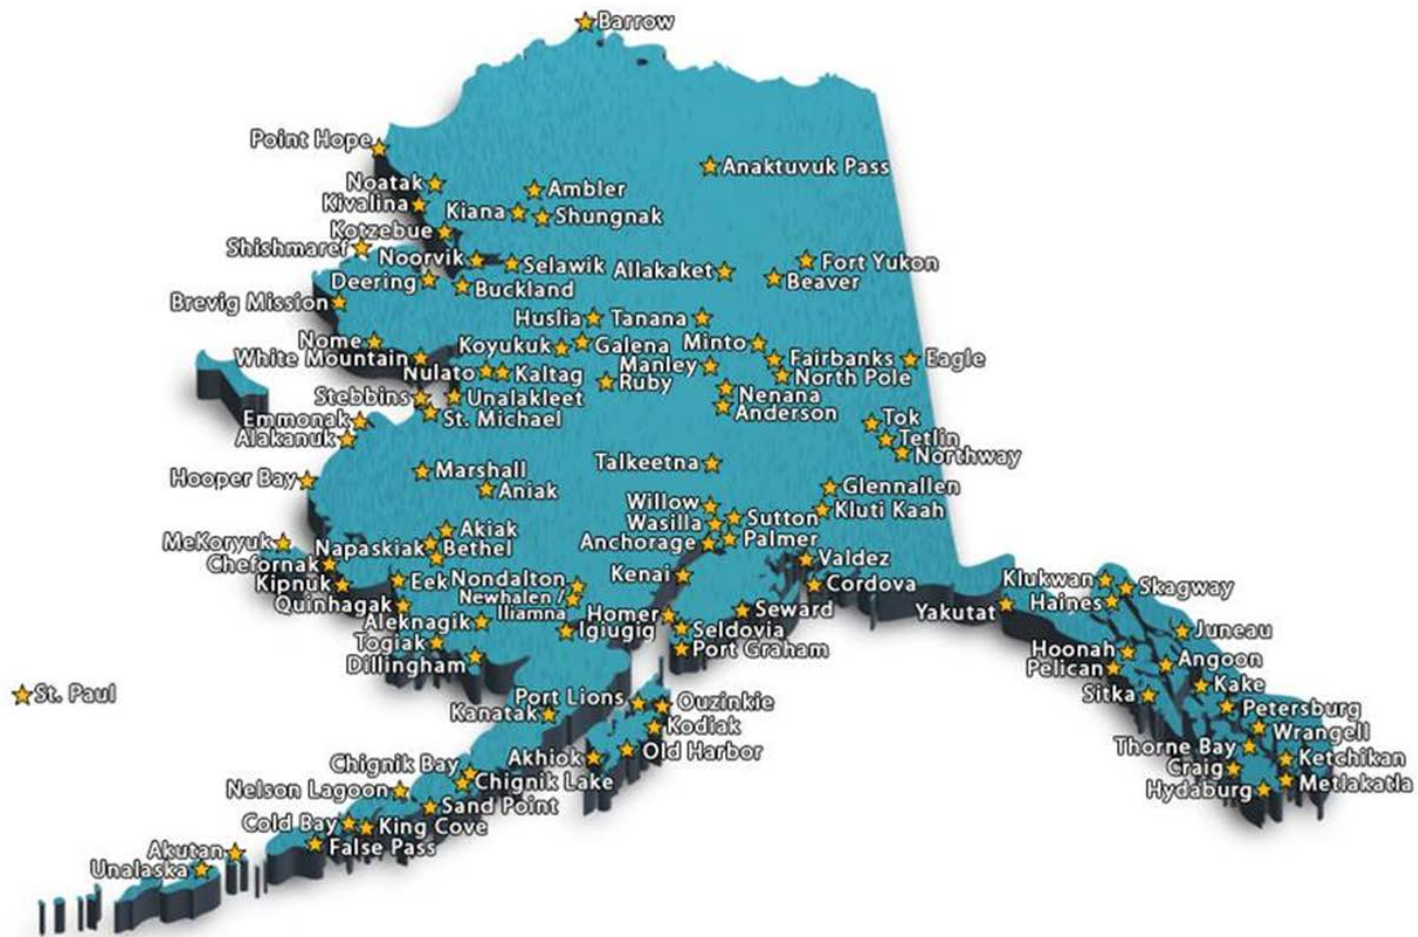 Barrow
Point Hope
Anaktuvuk Pass
Noatak
Ambler
Kivalina
Kiana
Shungnak
Kotzebue
Shishmaref
Noorvik
Selawik
Allakaket
Fort Yukon
Deering
Buckland
Beaver
Brevig Mission
Huslia
Tanana
Nome
Koyukuk
Galena
Minto
White Mountain
Fairbanks
Eagle
Nulato
Kaltag
Manley
Ruby
North Pole
Stebbins
Unalakleet
Nenana
Emmonak
St. Michael
Anderson
Tok
Alakanuk
Tetlin
Northway
Hooper Bay
Marshall
Talkeetna
Aniak
Glennallen
Willow
Kluti Kaah
Wasilla
Sutton
Akiak
MeKoryuk
Napaskiak
Bethel
Anchorage
Palmer
Chefornak
Valdez
Kipnuk
Eek
Nondalton
Kenai
Cordova
Klukwan
Skagway
Newhalen /
Iliamna
Quinhagak
Homer
Seward
Yakutat
Haines
Aleknagik
Igiugig
Seldovia
Juneau
Togiak
Port Graham
Hoonah
Angoon
Dillingham
Pelican
St. Paul
Port Lions
Ouzinkie
Sitka
Kake
Kanatak
Kodiak
Petersburg
Wrangell
Chignik Bay
Akhiok
Old Harbor
Thorne Bay
Ketchikan
Nelson Lagoon
Chignik Lake
Craig
Metlakatla
Sand Point
Hydaburg
Cold Bay
King Cove
Akutan
False Pass
Unalaska